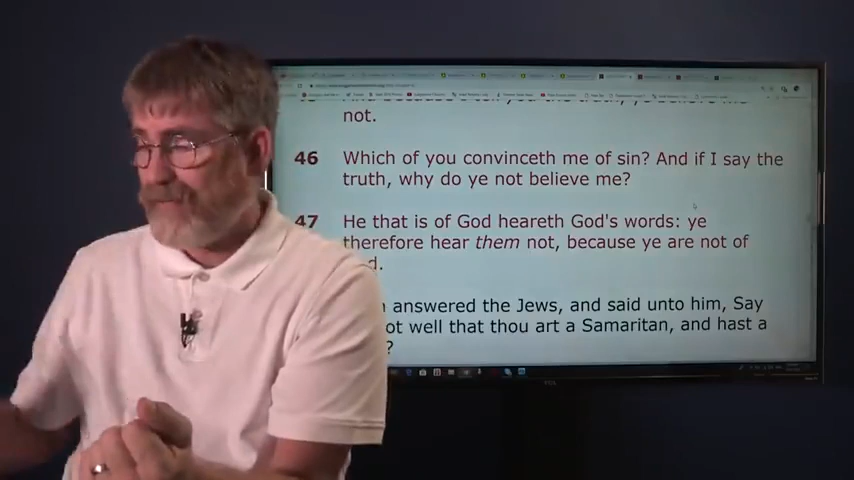 not.
46 Which of you convinceth me of sin? And if I say the
truth, why do ye not believe me?
47 He that is of God heareth God's words: ye
therefore hear them not, because ye are not of
d.
answered the Jews, and said unto him, Say
ot well that thou art a Samaritan, and hast a
?